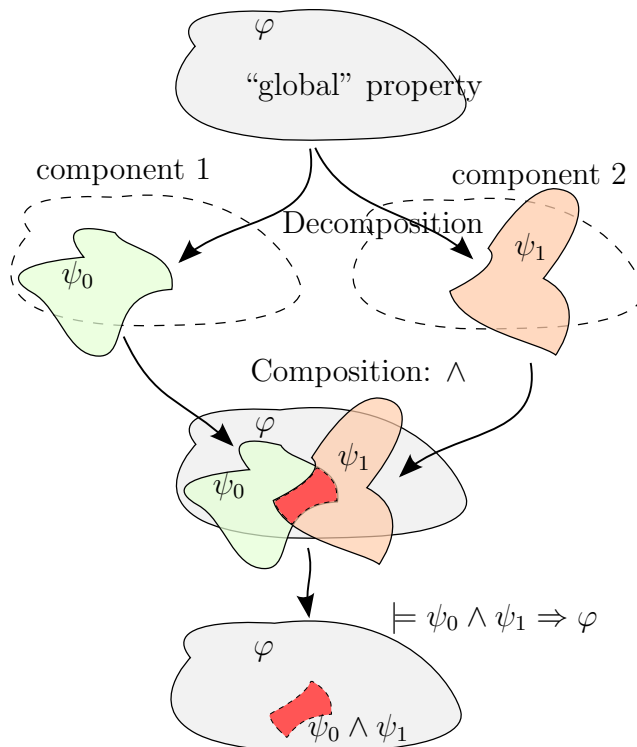 φ
“global” property
component 1
component 2
Decomposition
ψ₀
ψ₁
Composition: ∧
φ
ψ₀
ψ₁
⊨ ψ₀ ∧ ψ₁ ⇒ φ
φ
ψ₀ ∧ ψ₁